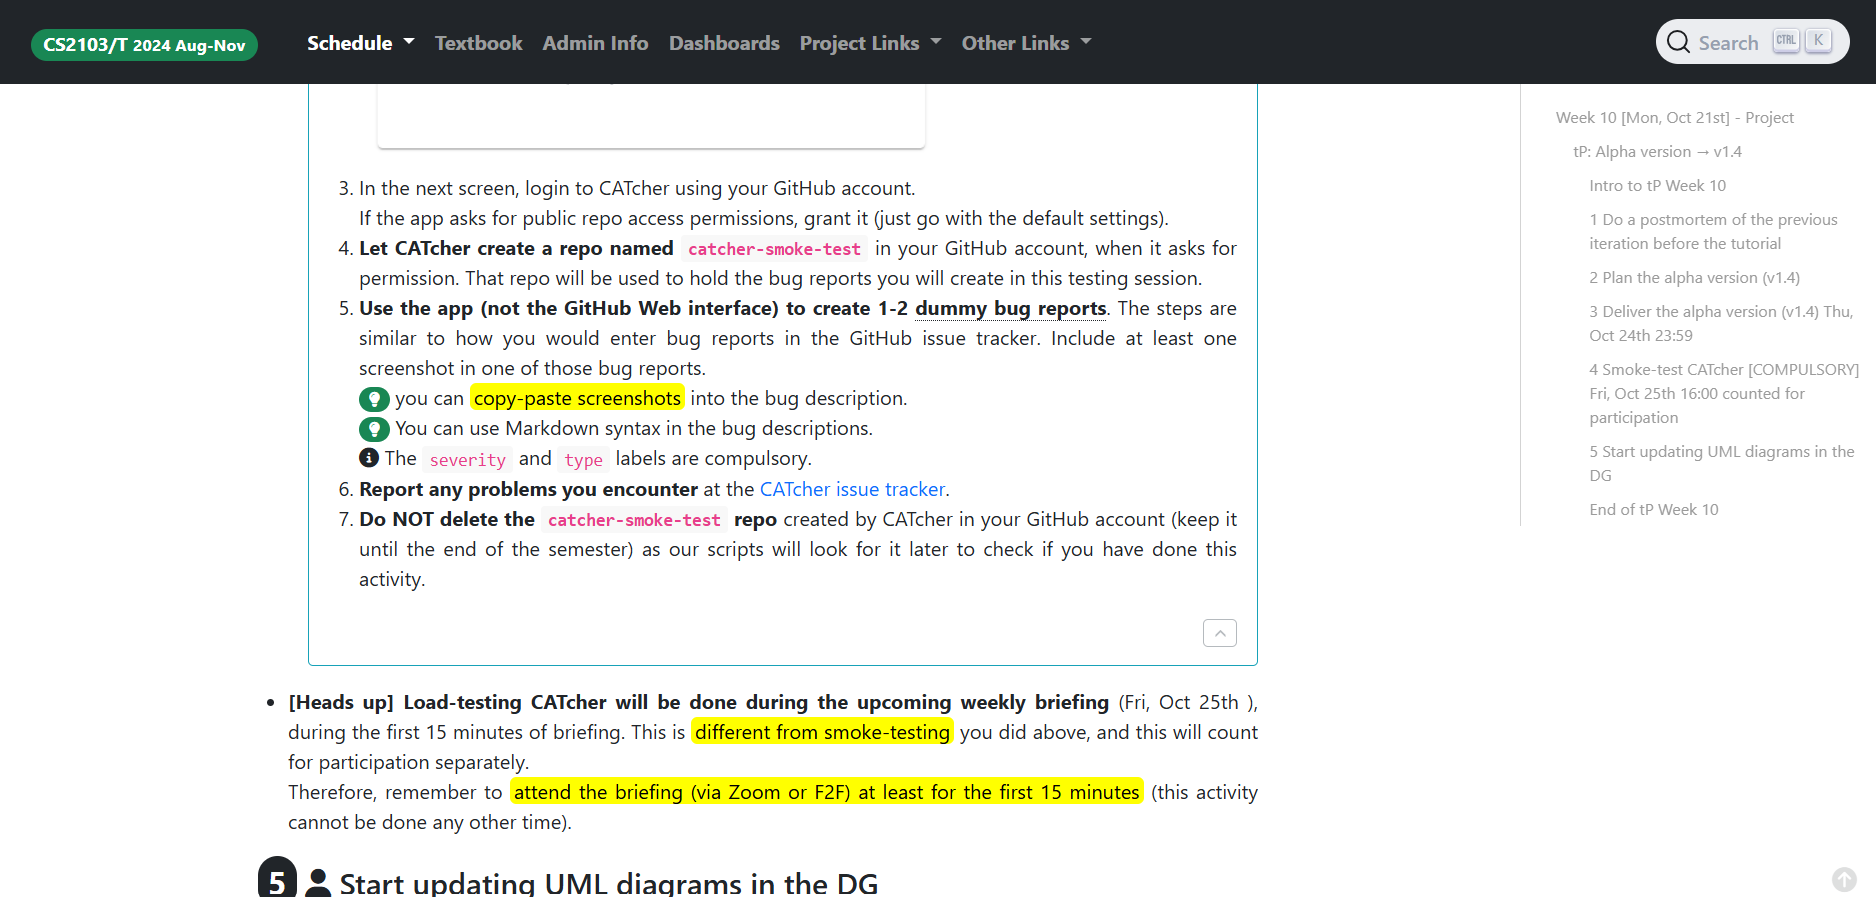 CS2103/T 2024 Aug-Nov
Schedule
Textbook
Admin Info
Dashboards
Project Links
Other Links
Search
CTRL
K
3. In the next screen, login to CATcher using your GitHub account.
If the app asks for public repo access permissions, grant it (just go with the default settings).
4. Let CATcher create a repo named catcher-smoke-test in your GitHub account, when it asks for
permission. That repo will be used to hold the bug reports you will create in this testing session.
5. Use the app (not the GitHub Web interface) to create 1-2 dummy bug reports. The steps are
similar to how you would enter bug reports in the GitHub issue tracker. Include at least one
screenshot in one of those bug reports.
you can copy-paste screenshots into the bug description.
You can use Markdown syntax in the bug descriptions.
The severity and type labels are compulsory.
6. Report any problems you encounter at the CATcher issue tracker.
7. Do NOT delete the catcher-smoke-test repo created by CATcher in your GitHub account (keep it
until the end of the semester) as our scripts will look for it later to check if you have done this
activity.
• [Heads up] Load-testing CATcher will be done during the upcoming weekly briefing (Fri, Oct 25th ),
during the first 15 minutes of briefing. This is different from smoke-testing you did above, and this will count
for participation separately.
Therefore, remember to attend the briefing (via Zoom or F2F) at least for the first 15 minutes (this activity
cannot be done any other time).
5 Start updating UML diagrams in the DG
Week 10 [Mon, Oct 21st] - Project
tP: Alpha version → v1.4
Intro to tP Week 10
1 Do a postmortem of the previous
iteration before the tutorial
2 Plan the alpha version (v1.4)
3 Deliver the alpha version (v1.4) Thu,
Oct 24th 23:59
4 Smoke-test CATcher [COMPULSORY]
Fri, Oct 25th 16:00 counted for
participation
5 Start updating UML diagrams in the
DG
End of tP Week 10